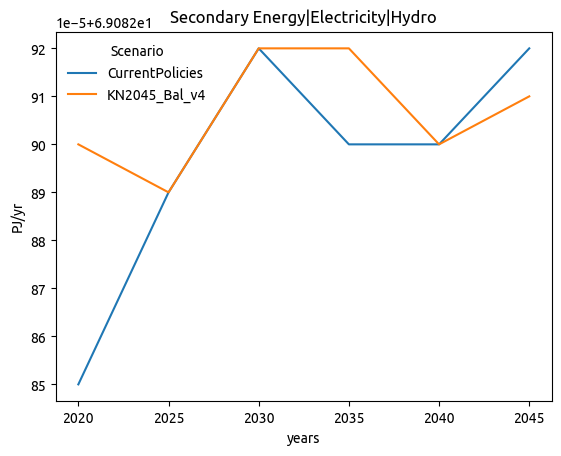 Secondary Energy|Electricity|Hydro
1e−5+6.9082e1
Scenario
CurrentPolicies
KN2045_Bal_v4
92
91
90
89
88
87
86
85
PJ/yr
2020 2025 2030 2035 2040 2045
years